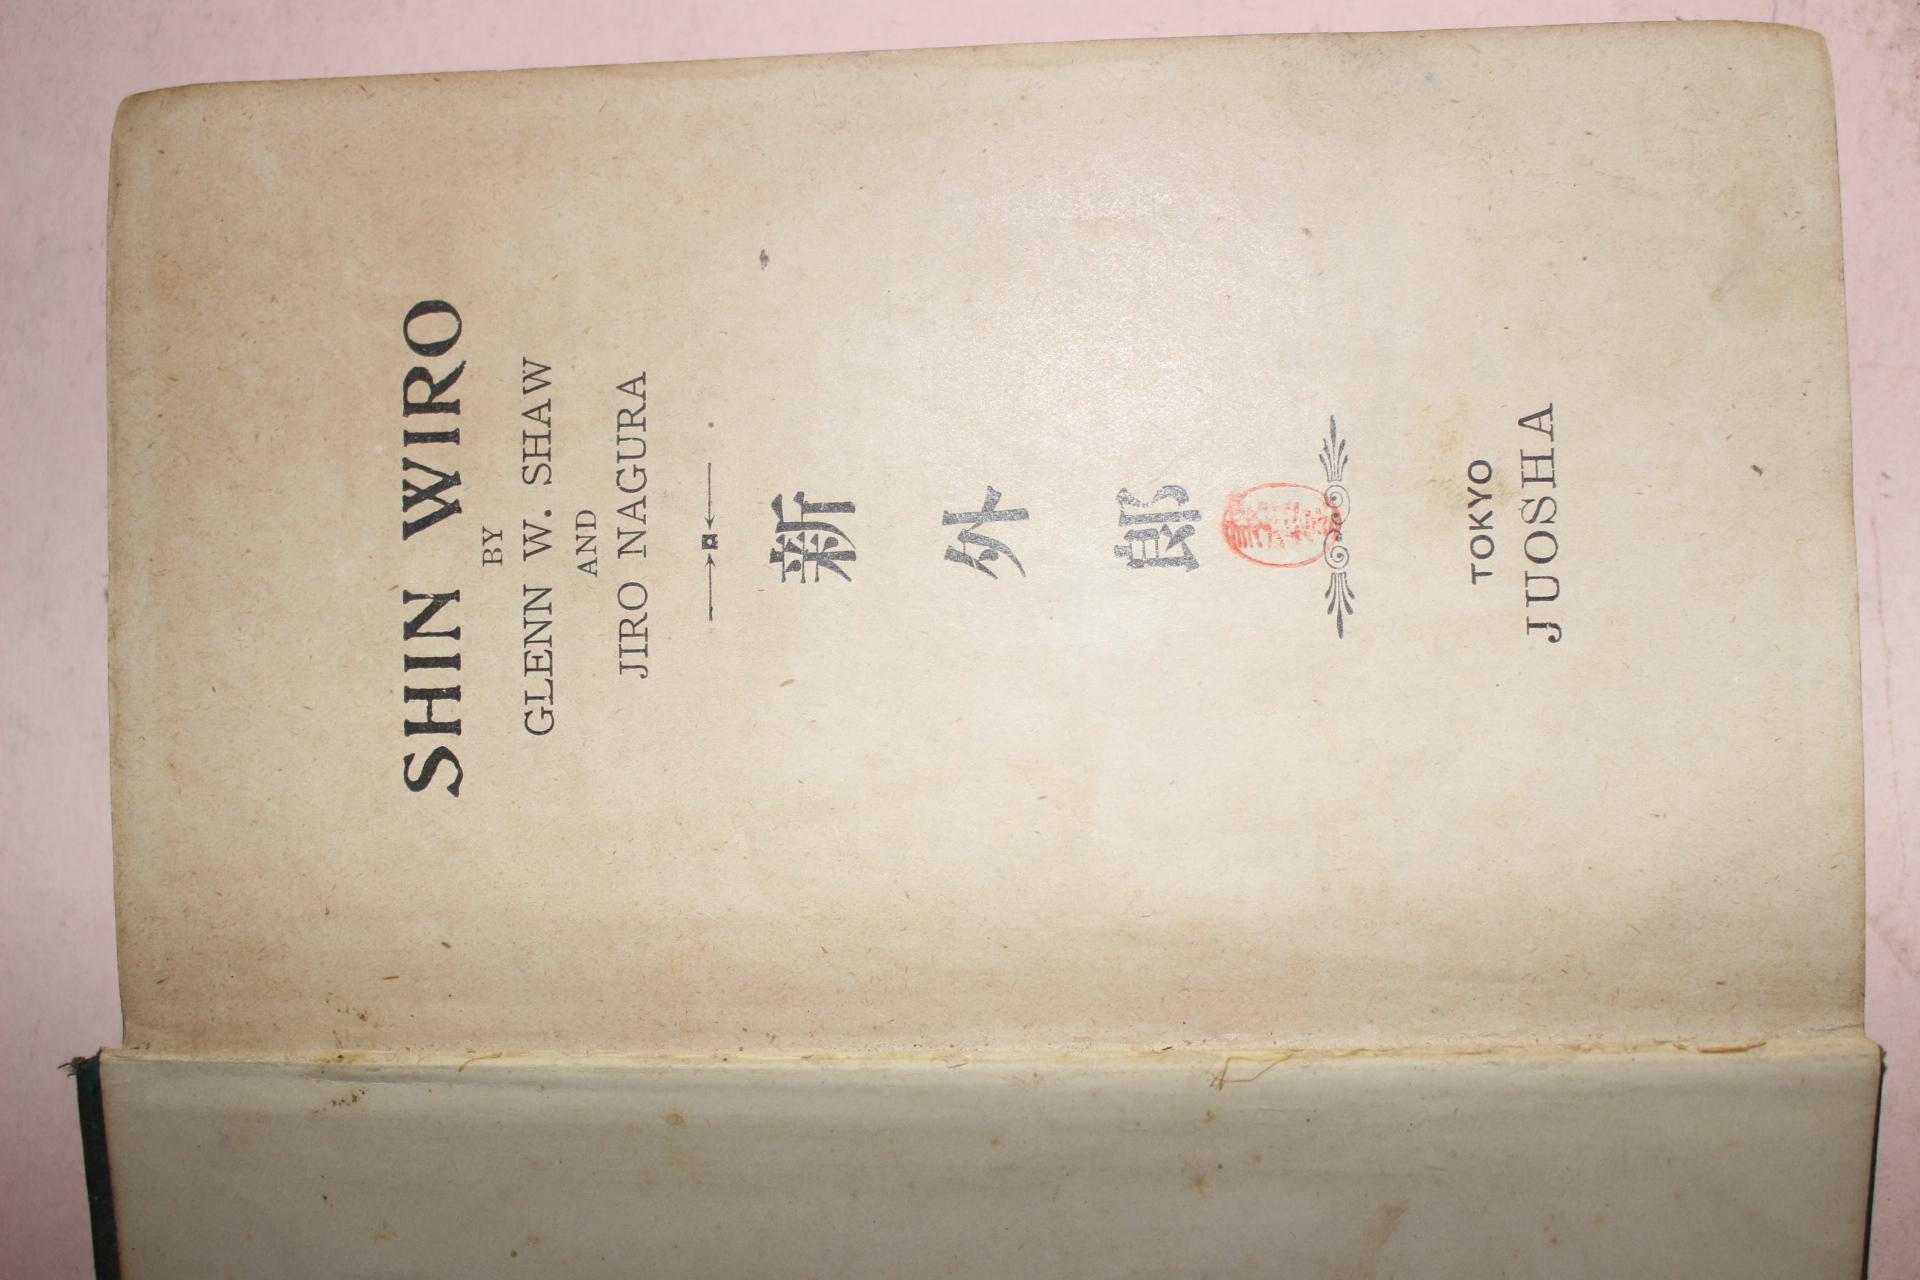 SHIN WIRO
BY
GLENN W. SHAW
AND
JIRO NAGURA
新外郎
TOKYO
JUOSHA